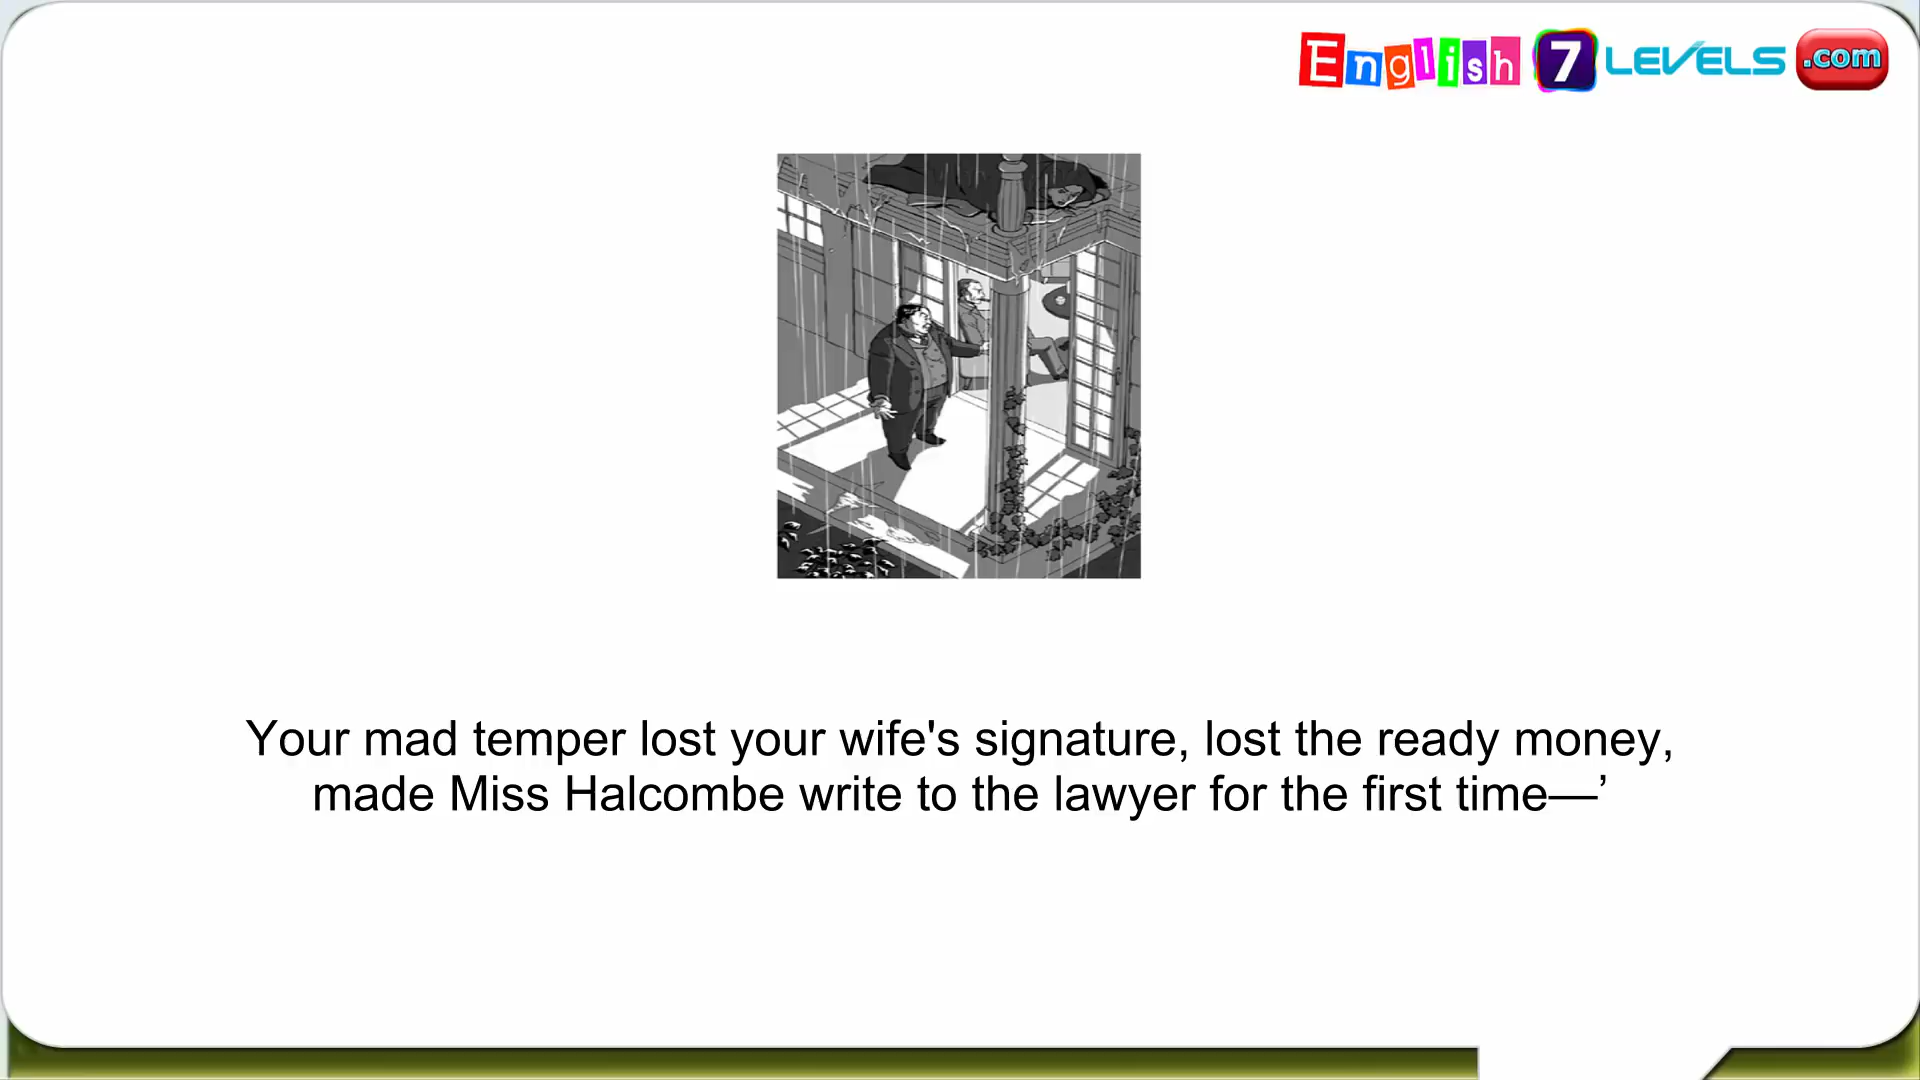 English 7 LEVELS .com
Your mad temper lost your wife's signature, lost the ready money,
made Miss Halcombe write to the lawyer for the first time—’